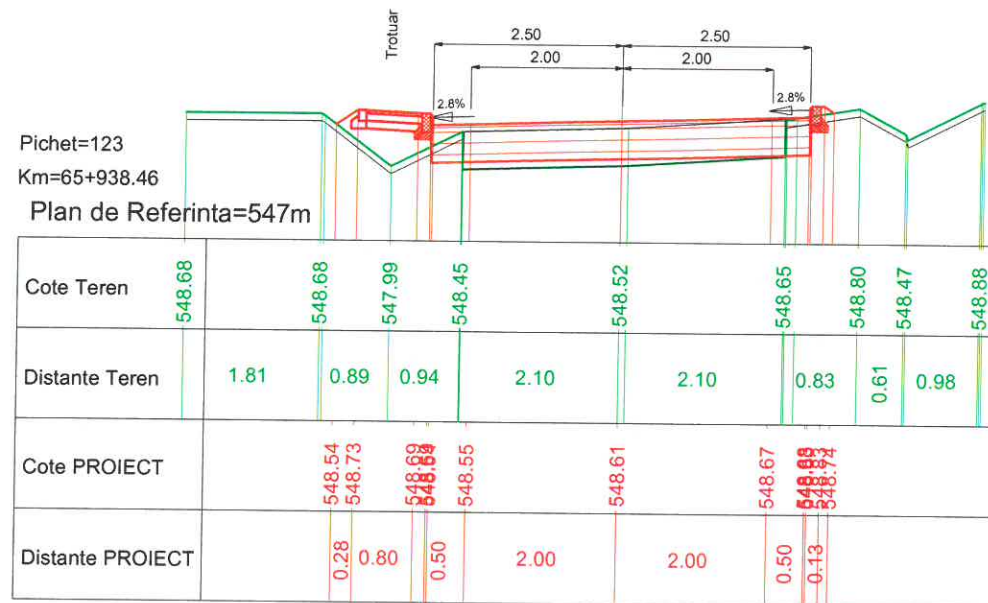 Trotuar
2.50 2.50
2.00 2.00
2.8% 2.8%
Pichet=123
Km=65+938.46
Plan de Referinta=547m
Cote Teren 548.68 548.68 547.99 548.45 548.52 548.65 548.80 548.47 548.88
Distante Teren 1.81 0.89 0.94 2.10 2.10 0.83 0.61 0.98
Cote PROIECT 548.54 548.73 548.69 548.55 548.61 548.67 548.74
Distante PROIECT 0.28 0.80 0.50 2.00 2.00 0.50 0.13